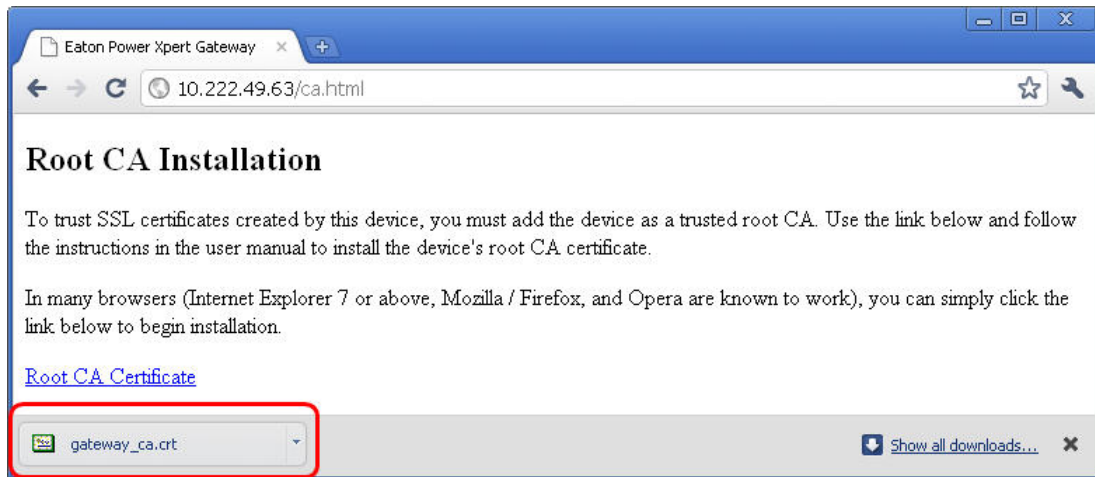 Eaton Power Xpert Gateway
10.222.49.63/ca.html
Root CA Installation
To trust SSL certificates created by this device, you must add the device as a trusted root CA. Use the link below and follow
the instructions in the user manual to install the device's root CA certificate.
In many browsers (Internet Explorer 7 or above, Mozilla / Firefox, and Opera are known to work), you can simply click the
link below to begin installation.
Root CA Certificate
gateway_ca.crt
Show all downloads...